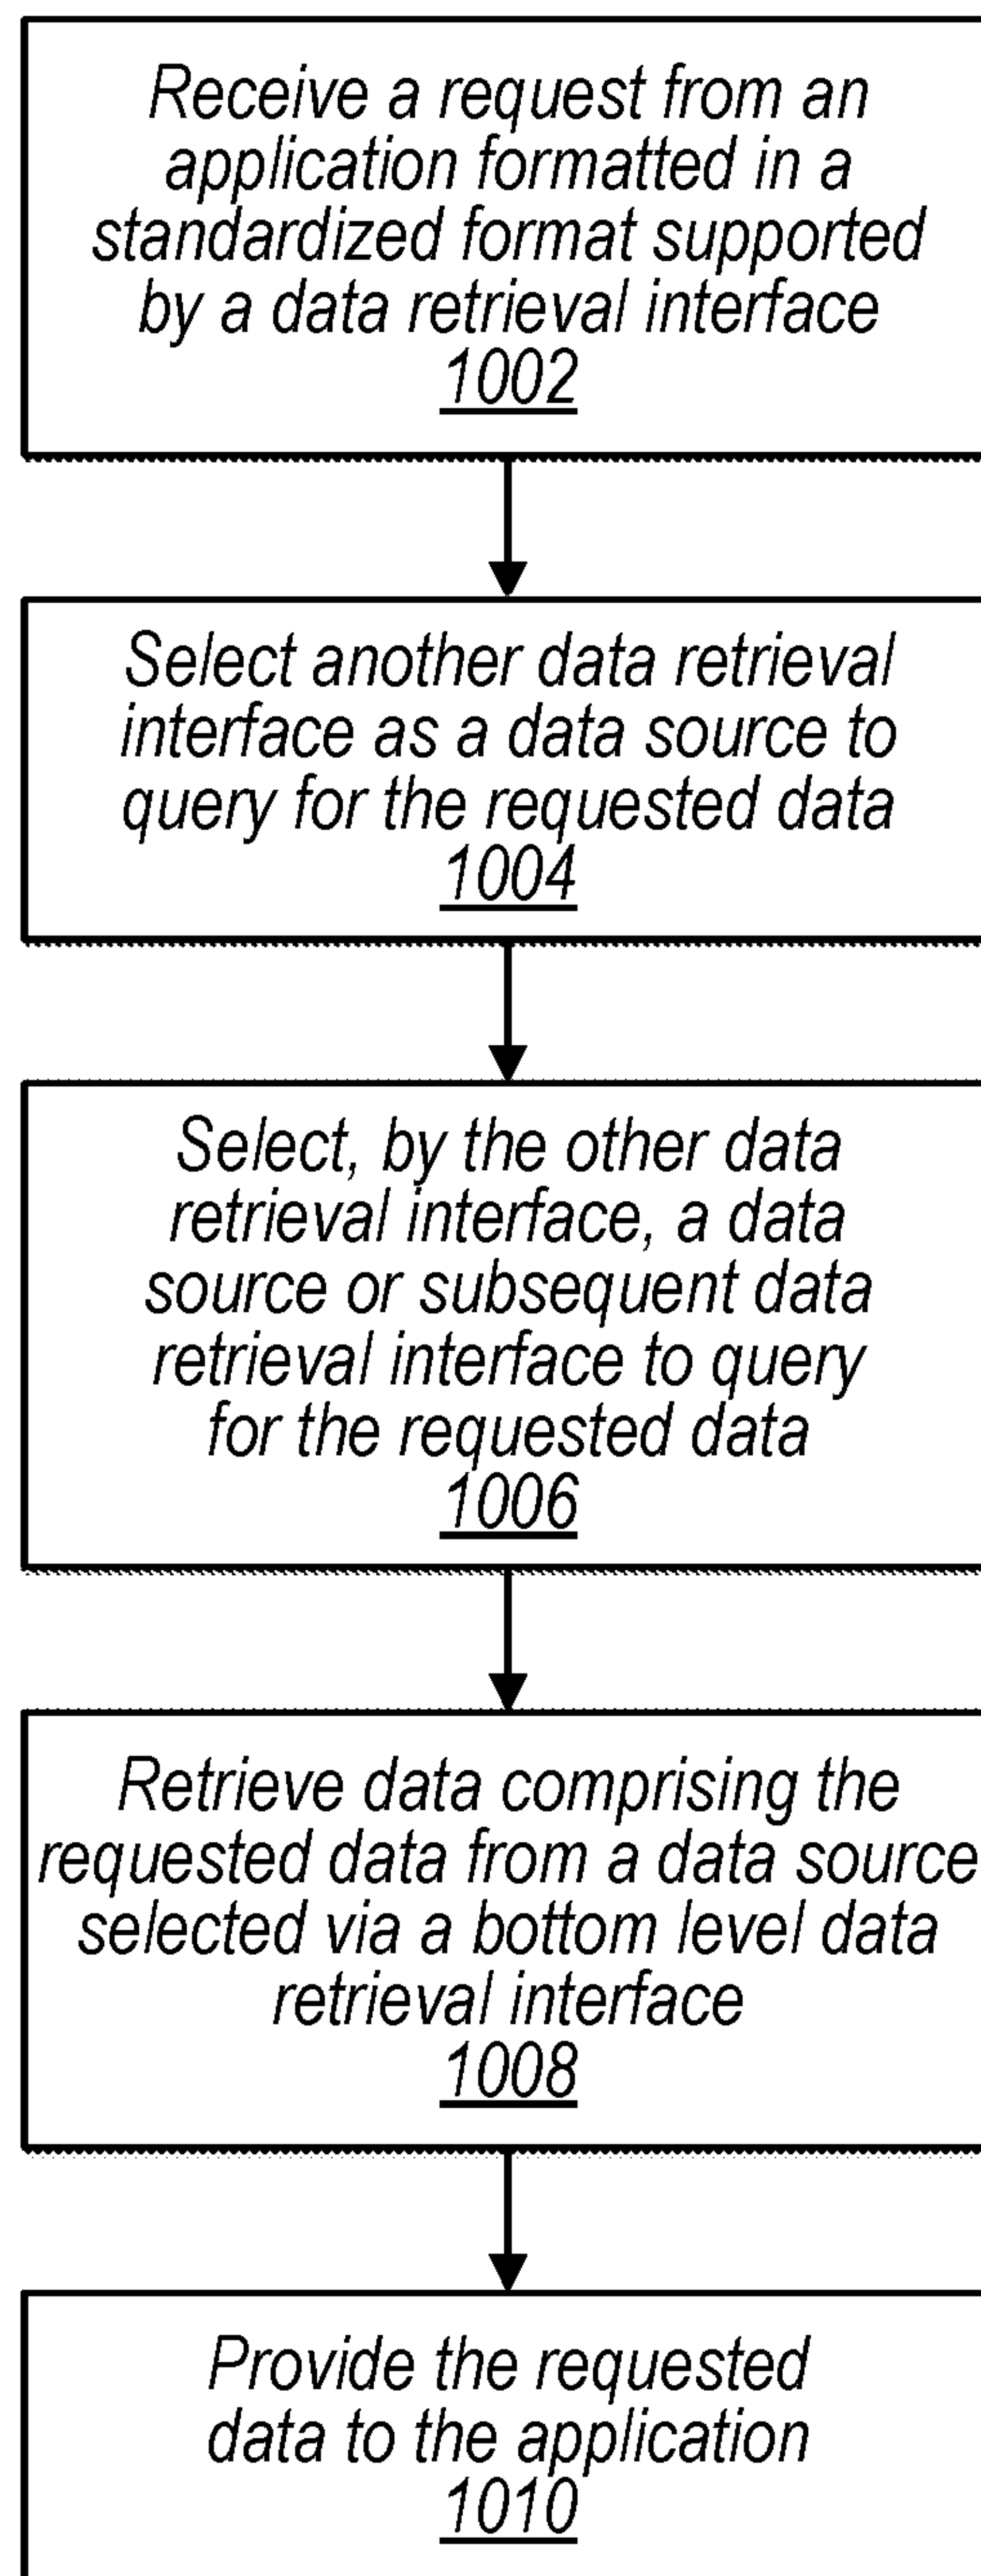 Receive a request from an
application formatted in a
standardized format supported
by a data retrieval interface
1002
Select another data retrieval
interface as a data source to
query for the requested data
1004
Select, by the other data
retrieval interface, a data
source or subsequent data
retrieval interface to query
for the requested data
1006
Retrieve data comprising the
requested data from a data source
selected via a bottom level data
retrieval interface
1008
Provide the requested
data to the application
1010